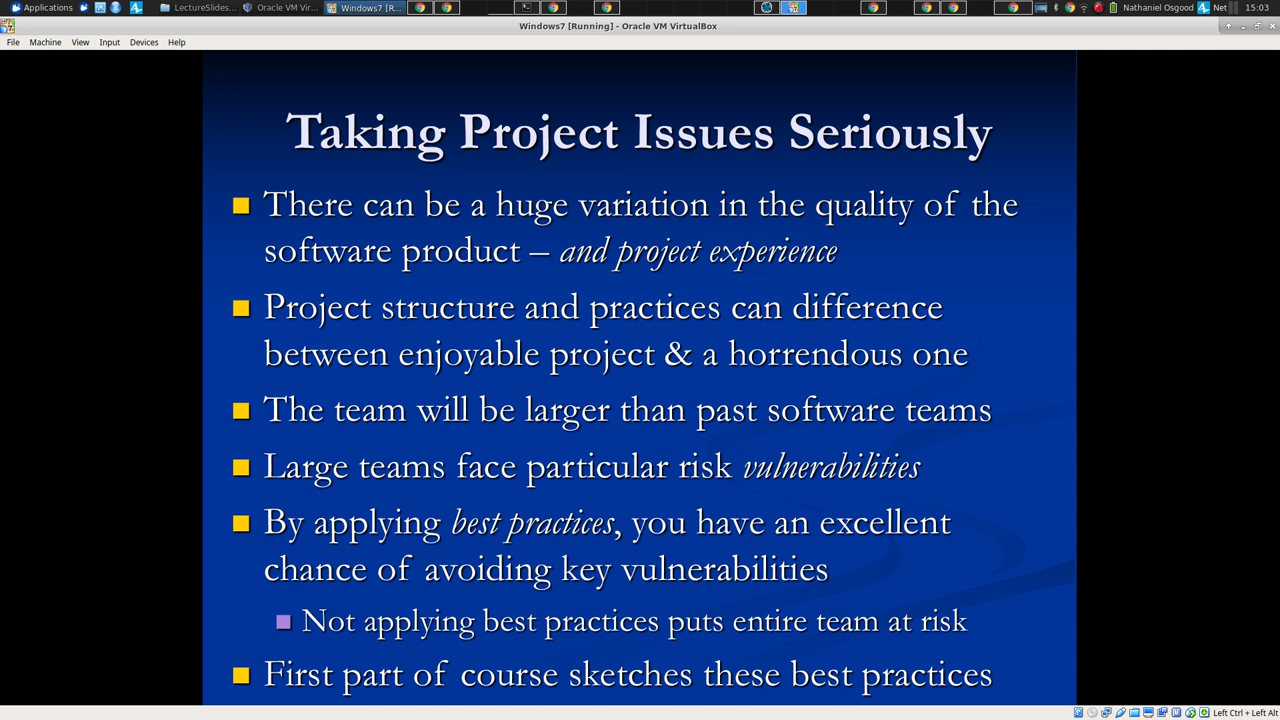 Applications
LectureSlides...
Oracle VM Vir...
Windows7 [R...
Nathaniel Osgood
Net
15:03
Windows7 [Running] - Oracle VM VirtualBox
File Machine View Input Devices Help
Taking Project Issues Seriously
There can be a huge variation in the quality of the
software product – and project experience
Project structure and practices can difference
between enjoyable project & a horrendous one
The team will be larger than past software teams
Large teams face particular risk vulnerabilities
By applying best practices, you have an excellent
chance of avoiding key vulnerabilities
Not applying best practices puts entire team at risk
First part of course sketches these best practices
Left Ctrl + Left Alt